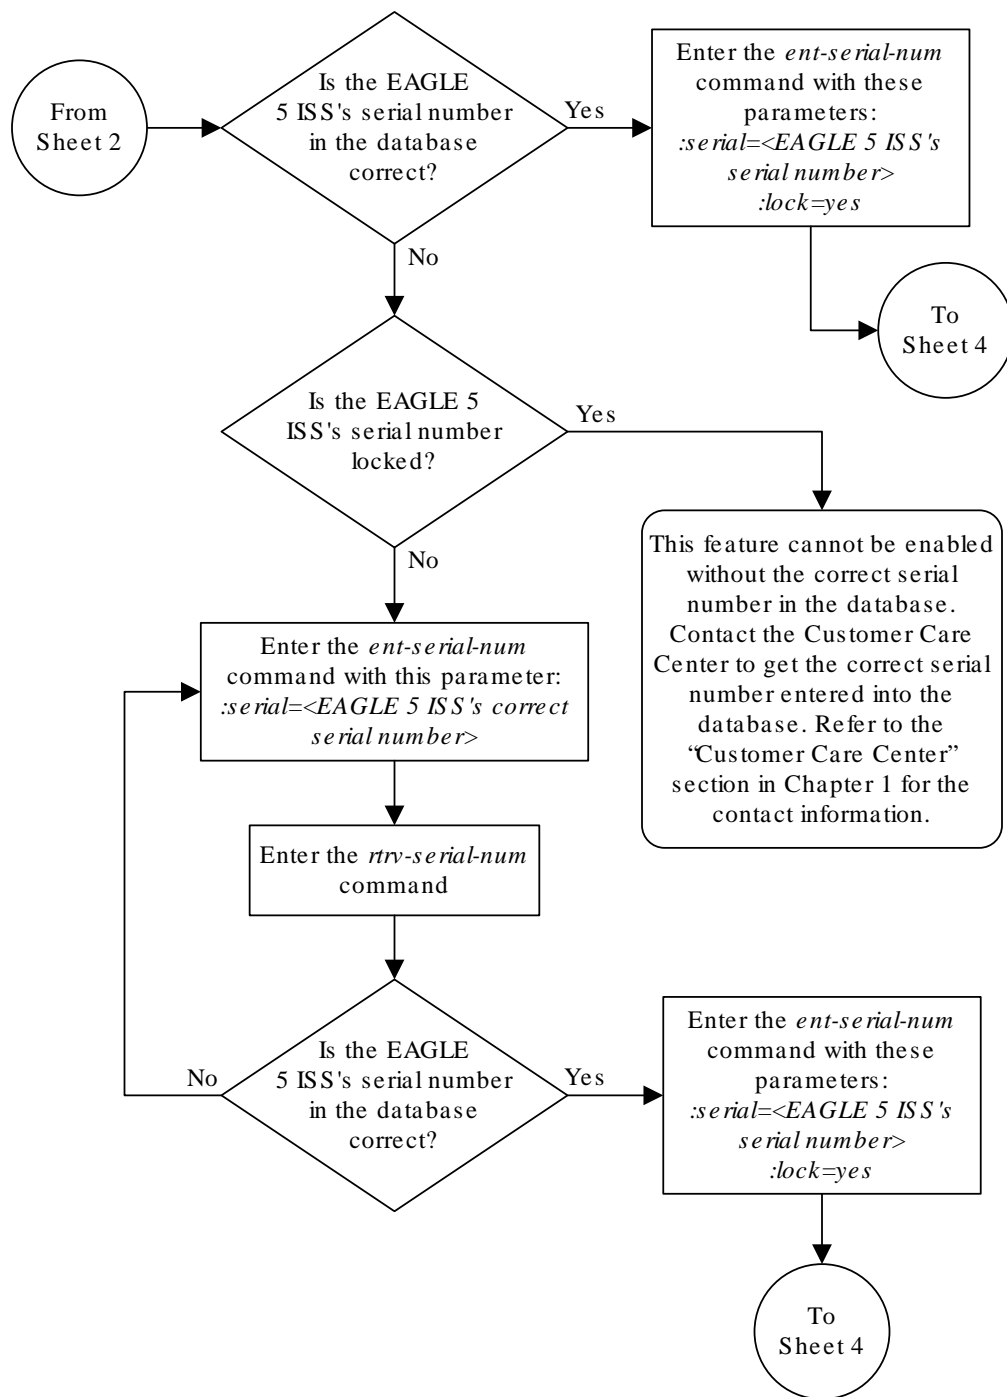 From
Sheet 2
Is the EAGLE
5 ISS's serial number
in the database
correct?
Yes
Enter the ent-serial-num
command with these
parameters:
:serial=<EAGLE 5 ISS's
serial number>
:lock=yes
No
To
Sheet 4
Is the EAGLE 5
ISS's serial number
locked?
Yes
This feature cannot be enabled
without the correct serial
number in the database.
Contact the Customer Care
Center to get the correct serial
number entered into the
database. Refer to the
“Customer Care Center”
section in Chapter 1 for the
contact information.
No
Enter the ent-serial-num
command with this parameter:
:serial=<EAGLE 5 ISS's correct
serial number>
Enter the rtrv-serial-num
command
Is the EAGLE
5 ISS's serial number
in the database
correct?
No
Yes
Enter the ent-serial-num
command with these
parameters:
:serial=<EAGLE 5 ISS's
serial number>
:lock=yes
To
Sheet 4